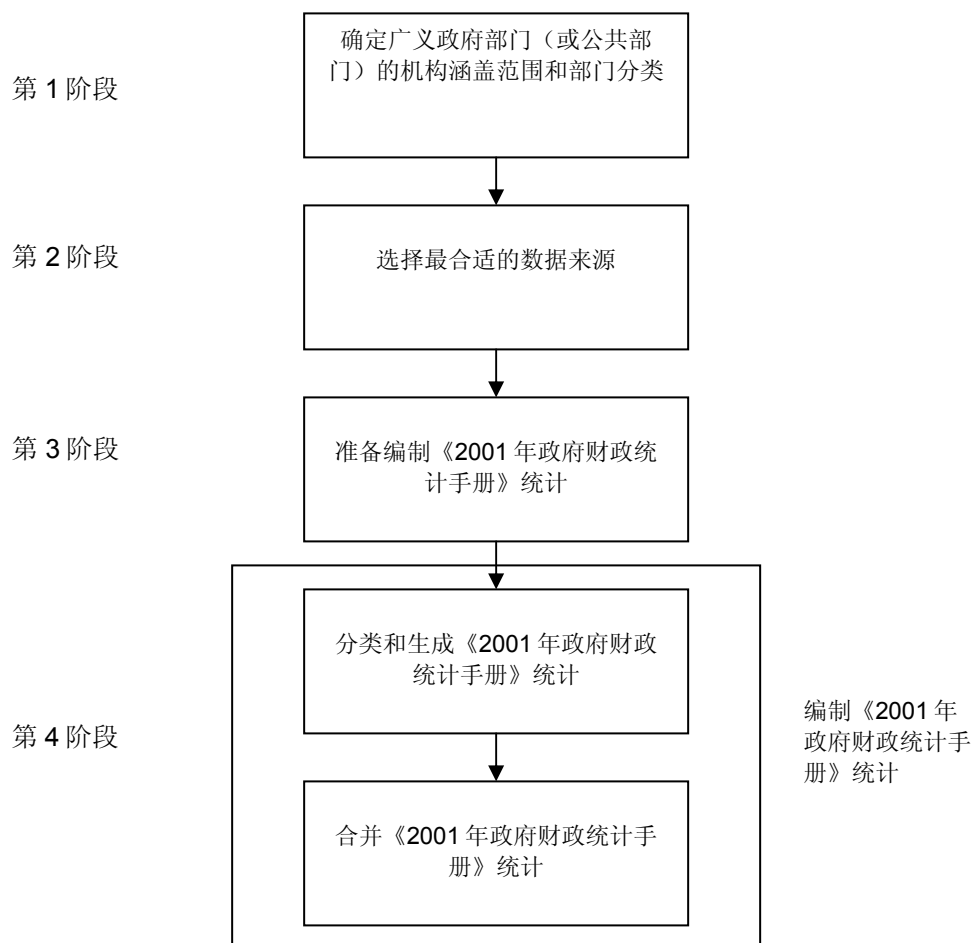 第 1 阶段
确定广义政府部门（或公共部
门）的机构涵盖范围和部门分类
第 2 阶段
选择最合适的数据来源
第 3 阶段
准备编制《2001 年政府财政统
计手册》统计
第 4 阶段
分类和生成《2001 年政府财政
统计手册》统计
合并《2001 年政府财政统计手
册》统计
编制《2001 年
政府财政统计手
册》统计